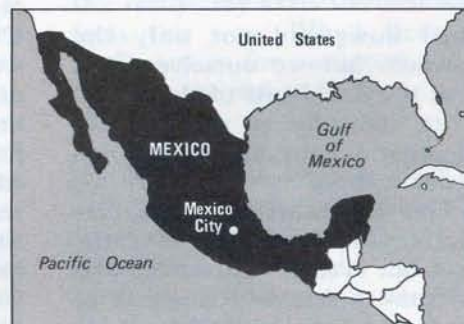 United States
Gulf
of
Mexico
MEXICO
Mexico
City
Pacific Ocean